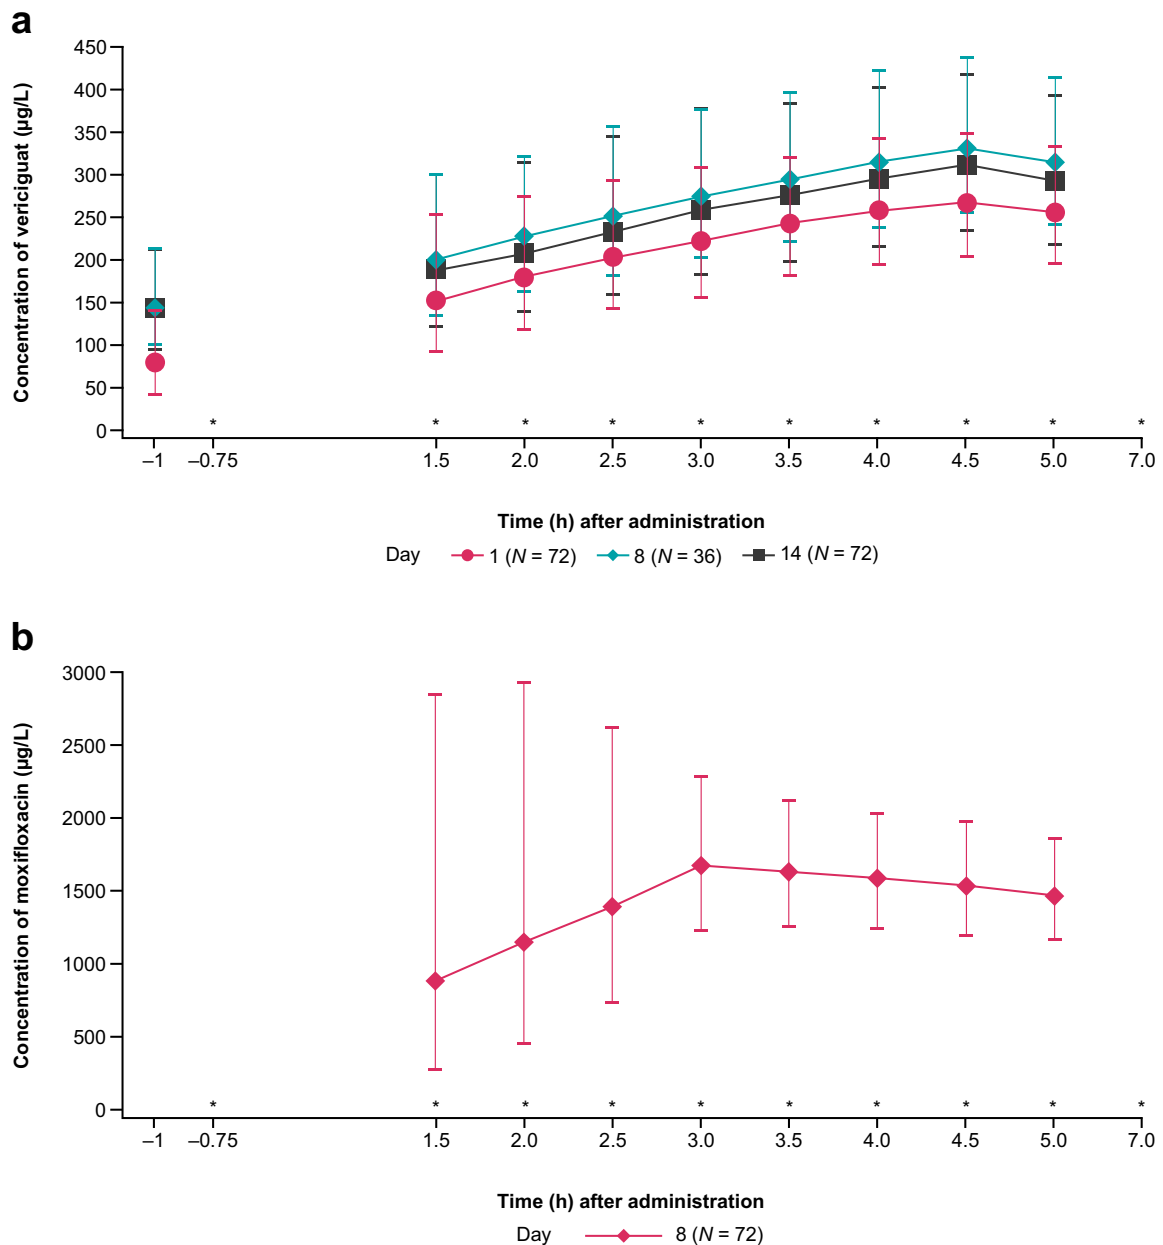 a
Concentration of vericiguat (µg/L)
450
400
350
300
250
200
150
100
50
0
* * * * * * * * * *
–1 –0.75 1.5 2.0 2.5 3.0 3.5 4.0 4.5 5.0 7.0
Time (h) after administration
Day 1 (N = 72) 8 (N = 36) 14 (N = 72)
b
Concentration of moxifloxacin (µg/L)
3000
2500
2000
1500
1000
500
0
* * * * * * * * * *
–1 –0.75 1.5 2.0 2.5 3.0 3.5 4.0 4.5 5.0 7.0
Time (h) after administration
Day 8 (N = 72)